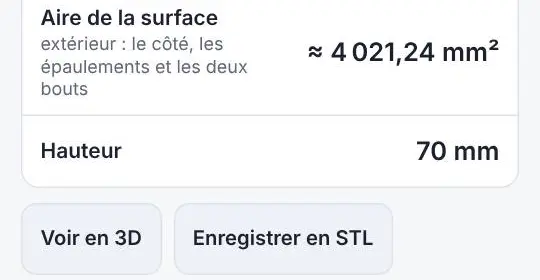 Aire de la surface
extérieur : le côté, les
épaulements et les deux
bouts
≈ 4 021,24 mm²
Hauteur
70 mm
Voir en 3D
Enregistrer en STL